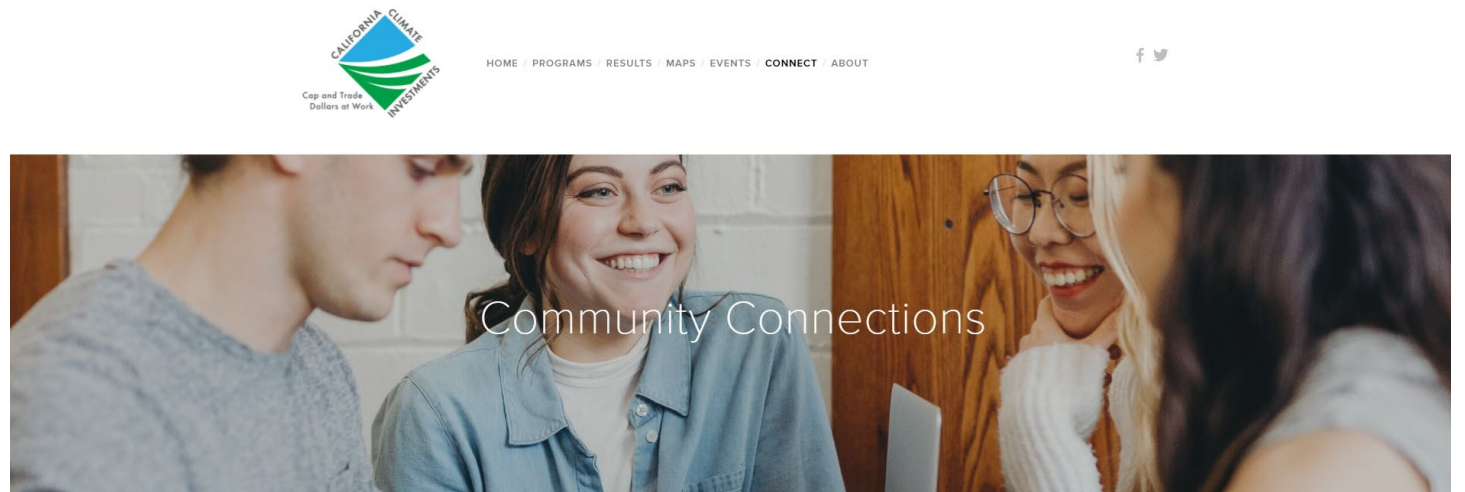 CALIFORNIA CLIMATE
INVESTMENTS
Cap and Trade
Dollars at Work
HOME / PROGRAMS / RESULTS / MAPS / EVENTS / CONNECT / ABOUT
Community Connections